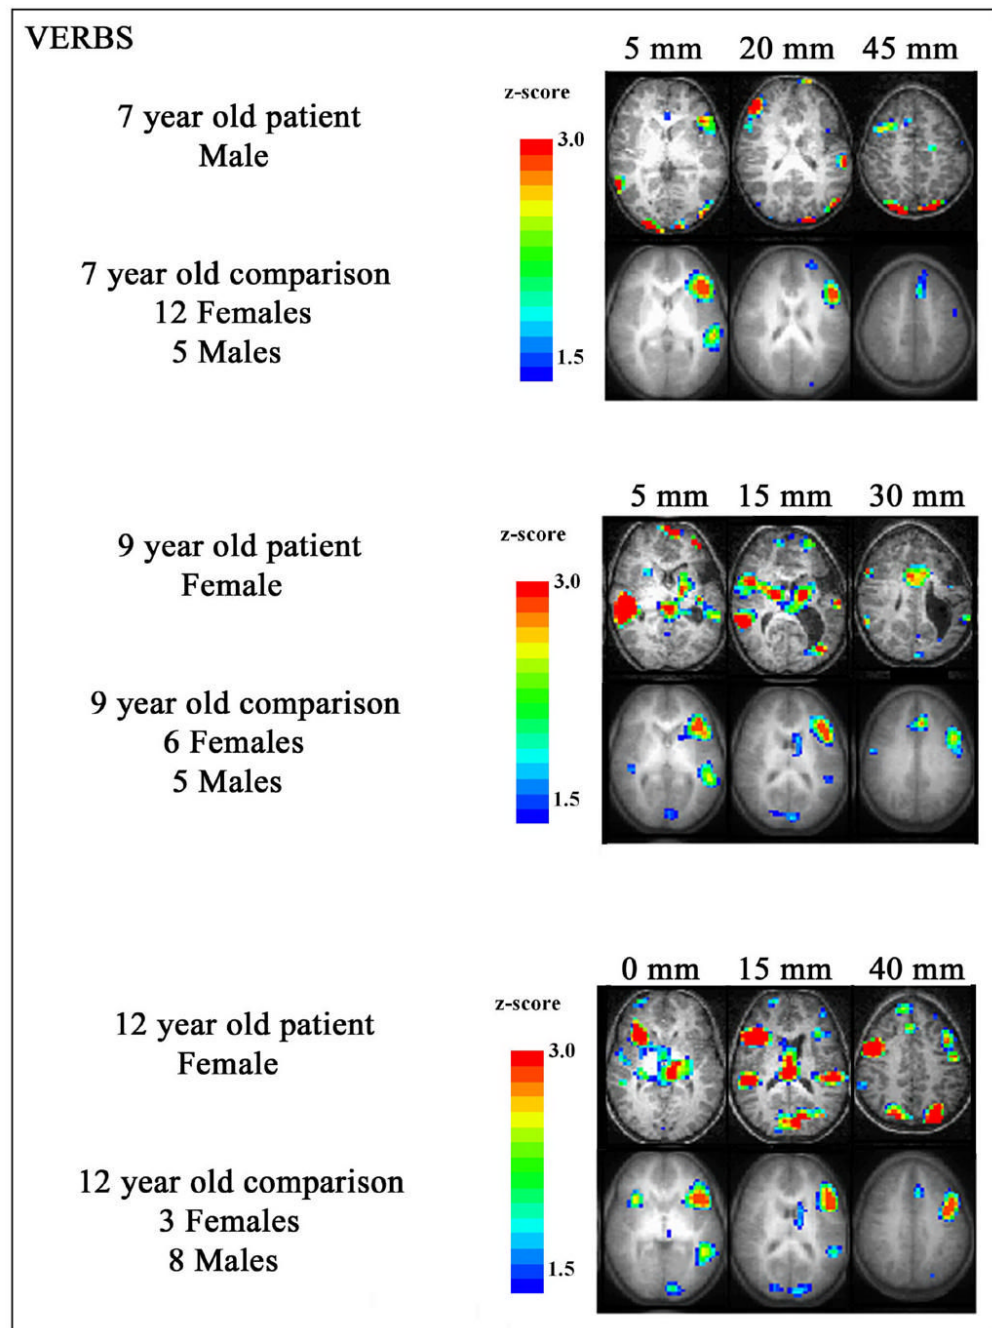 VERBS
5 mm 20 mm 45 mm
z-score
7 year old patient
Male
3.0
7 year old comparison
12 Females
5 Males
1.5
5 mm 15 mm 30 mm
z-score
9 year old patient
Female
3.0
9 year old comparison
6 Females
5 Males
1.5
0 mm 15 mm 40 mm
z-score
12 year old patient
Female
3.0
12 year old comparison
3 Females
8 Males
1.5